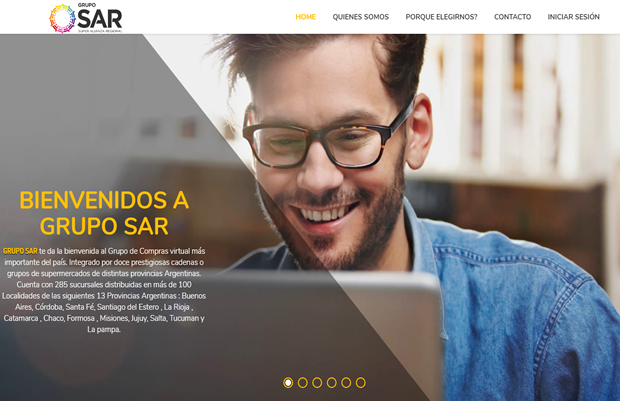 GRUPO
SAR
SUPER ALIANZA REGIONAL
HOME
QUIENES SOMOS
PORQUE ELEGIRNOS?
CONTACTO
INICIAR SESIÓN
BIENVENIDOS A
GRUPO SAR
GRUPO SAR te da la bienvenida al Grupo de Compras virtual más
importante del país. Integrado por doce prestigiosas cadenas o
grupos de supermercados de distintas provincias Argentinas.
Cuenta con 285 sucursales distribuidas en más de 100
Localidades de las siguientes 13 Provincias Argentinas : Buenos
Aires, Córdoba, Santa Fé, Santiago del Estero , La Rioja ,
Catamarca , Chaco, Formosa , Misiones, Jujuy, Salta, Tucuman y
La pampa.